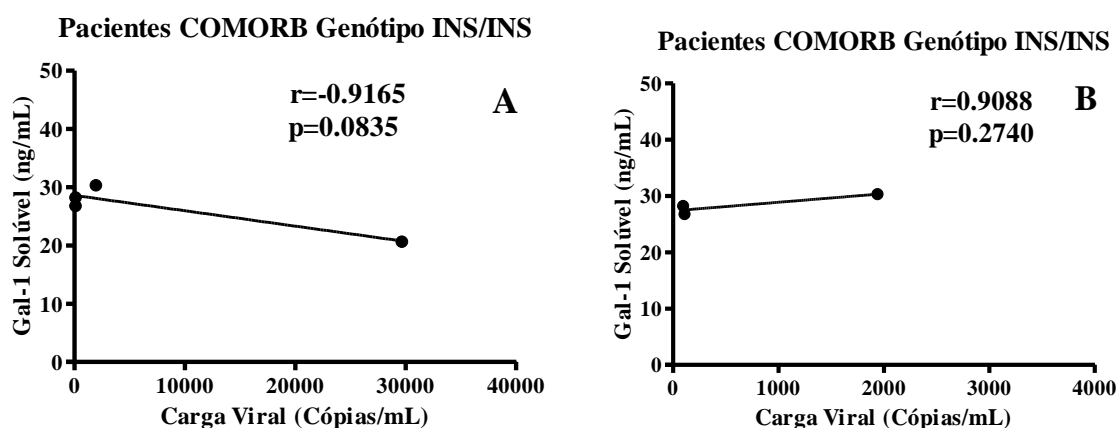 Pacientes COMORB Genótipo INS/INS
r=-0.9165
p=0.0835
A
50
40
30
20
10
0
Gal-1 Solúvel (ng/mL)
0 10000 20000 30000 40000
Carga Viral (Cópias/mL)
Pacientes COMORB Genótipo INS/INS
r=0.9088
p=0.2740
B
50
40
30
20
10
0
Gal-1 Solúvel (ng/mL)
0 1000 2000 3000 4000
Carga Viral (Cópias/mL)